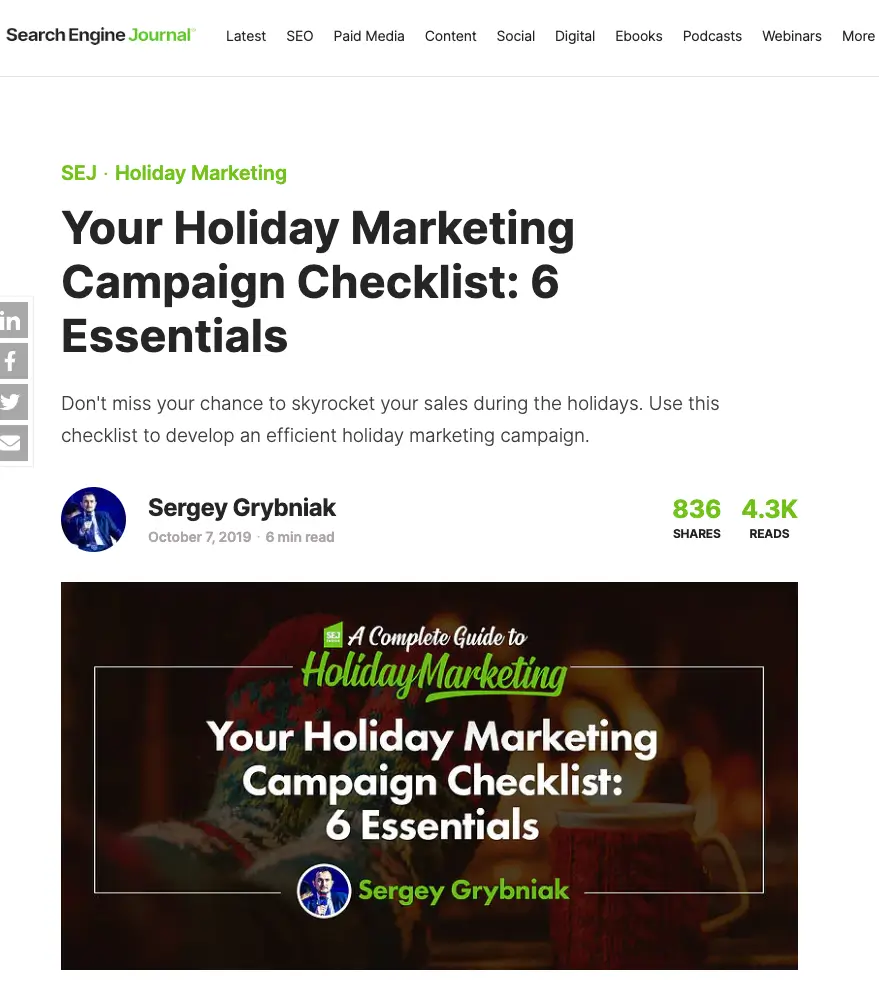 Search Engine Journal
Latest SEO Paid Media Content Social Digital Ebooks Podcasts Webinars More
SEJ · Holiday Marketing
Your Holiday Marketing
Campaign Checklist: 6
Essentials
in
f
Don't miss your chance to skyrocket your sales during the holidays. Use this
checklist to develop an efficient holiday marketing campaign.
Sergey Grybniak
October 7, 2019 · 6 min read
836 4.3K
SHARES READS
SEJ A Complete Guide to
Holiday Marketing
Your Holiday Marketing
Campaign Checklist:
6 Essentials
Sergey Grybniak